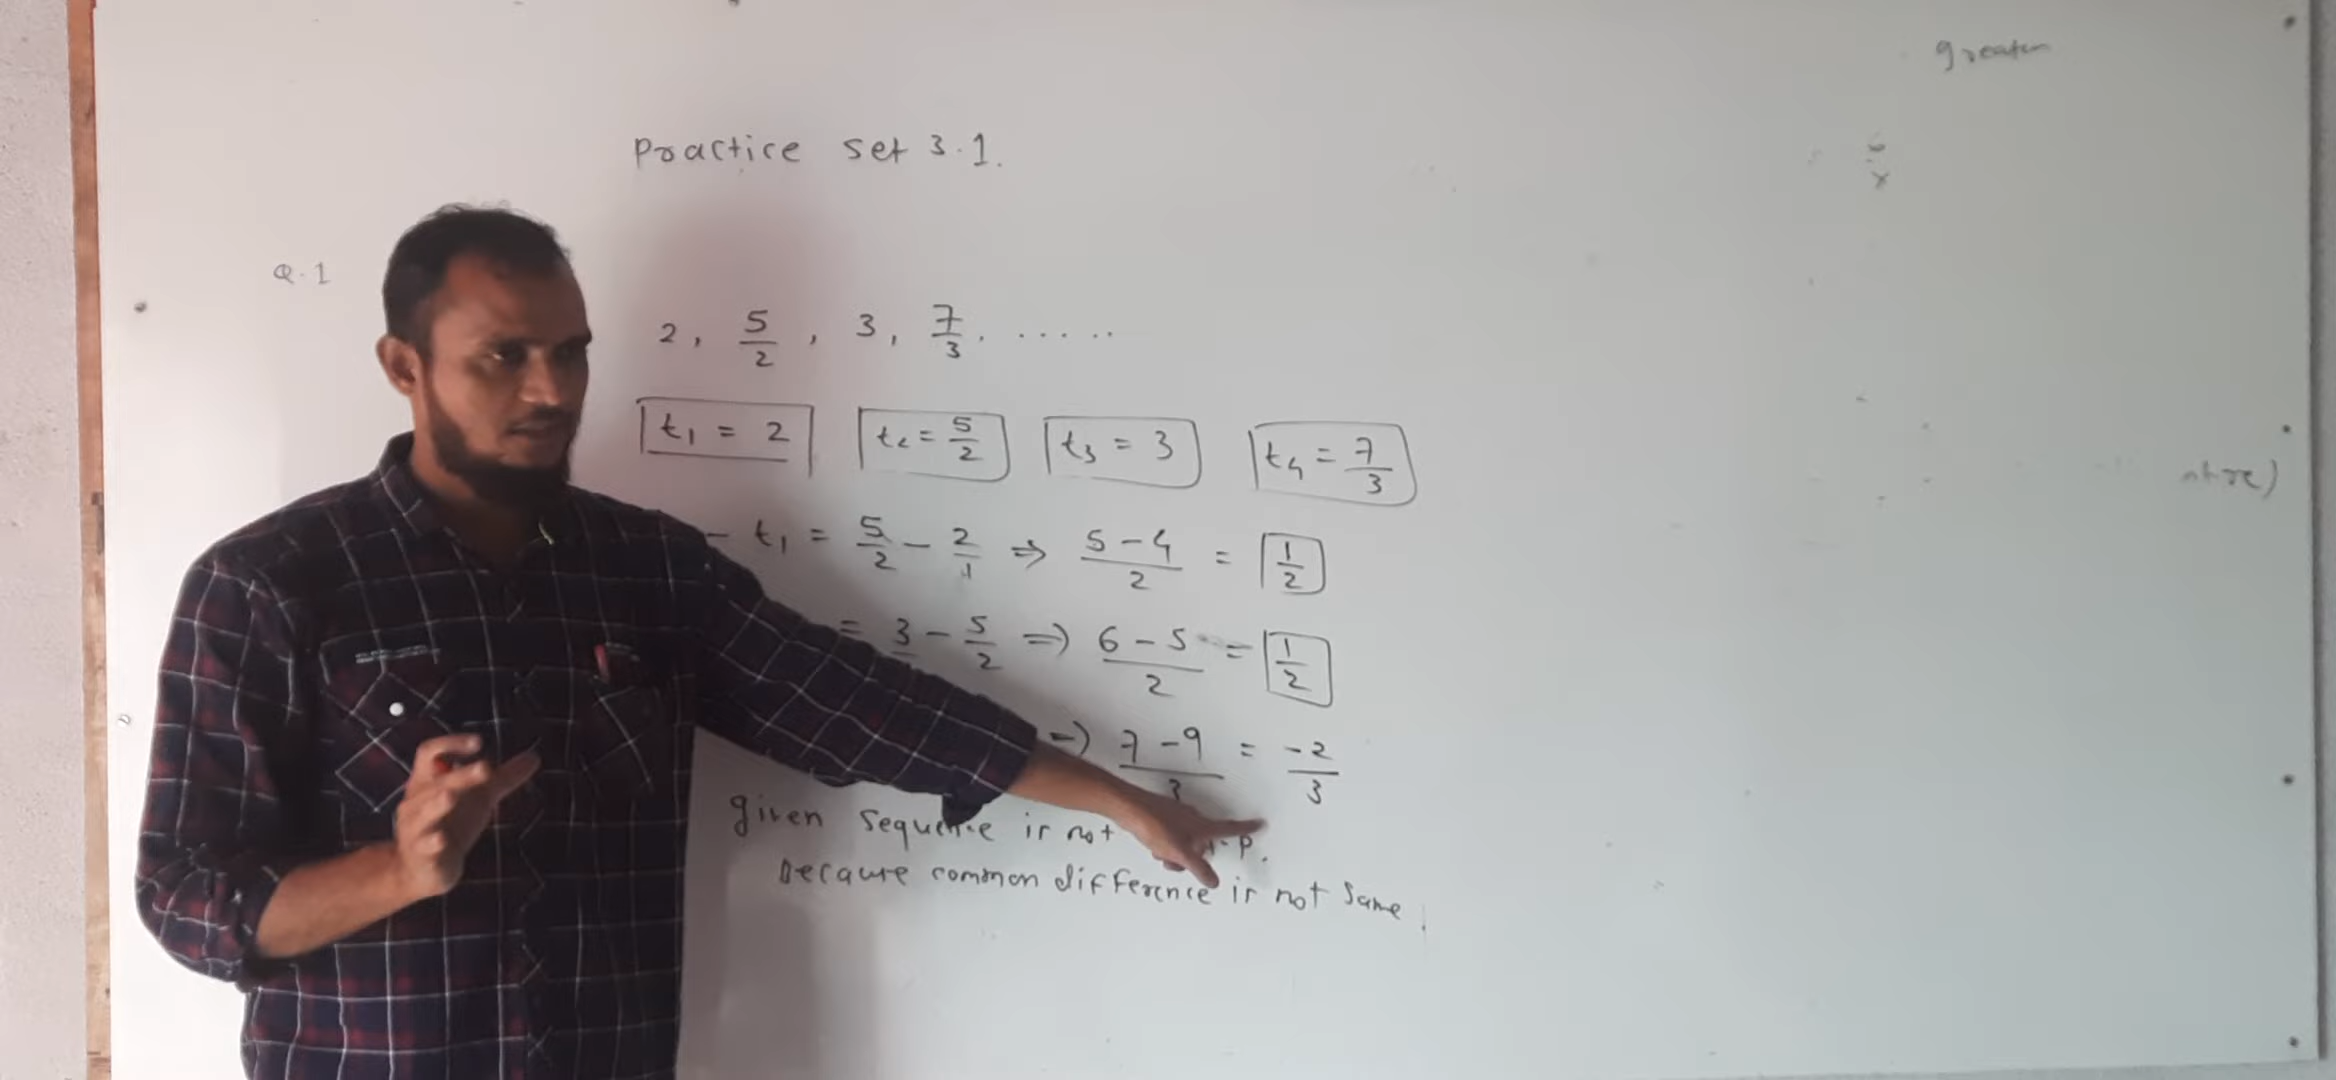 greater
Practice set 3.1.
Q.1
2, 5/2, 3, 7/3, ......
t₁ = 2 t₂ = 5/2 t₃ = 3 t₄ = 7/3
- t₁ = 5/2 - 2/1 ⇒ 5-4/2 = 1/2
= 3 - 5/2 ⇒ 6-5/2 = 1/2
⇒ 7-9/3 = -2/3
given sequence is not A.P.
because common difference is not same